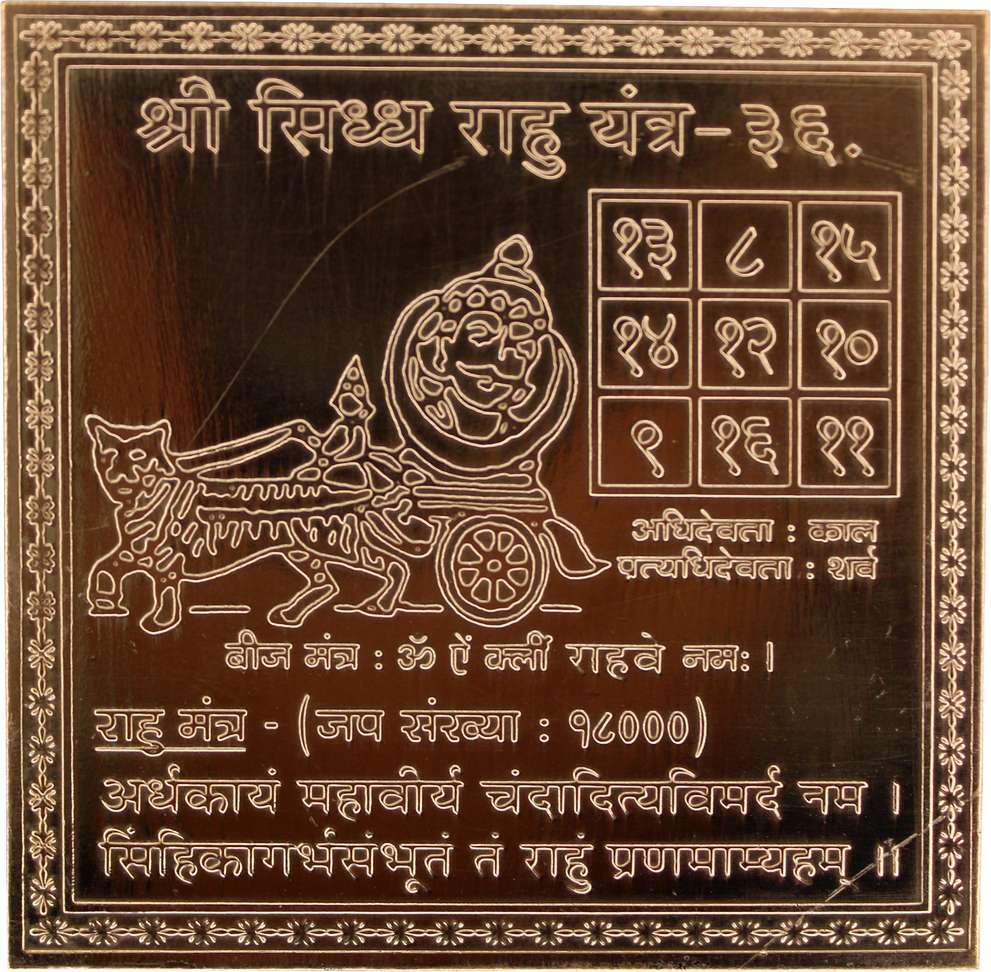 श्री सिध्ध राहु यंत्र - ३६.
१३ ८ १५
१४ १२ १०
९ १६ ११
अधिदेवता : काल
प्रत्यधिदेवता : शर्व
बीज मंत्र : ॐ ऐं क्लीं राहवे नमः ।
राहु मंत्र - (जप संख्या : १८०००)
अर्धकायं महावीर्य चंदादित्यविमर्द नम ।
सिंहिकागर्भसंभूतं तं राहुं प्रणमाम्यहम् ॥